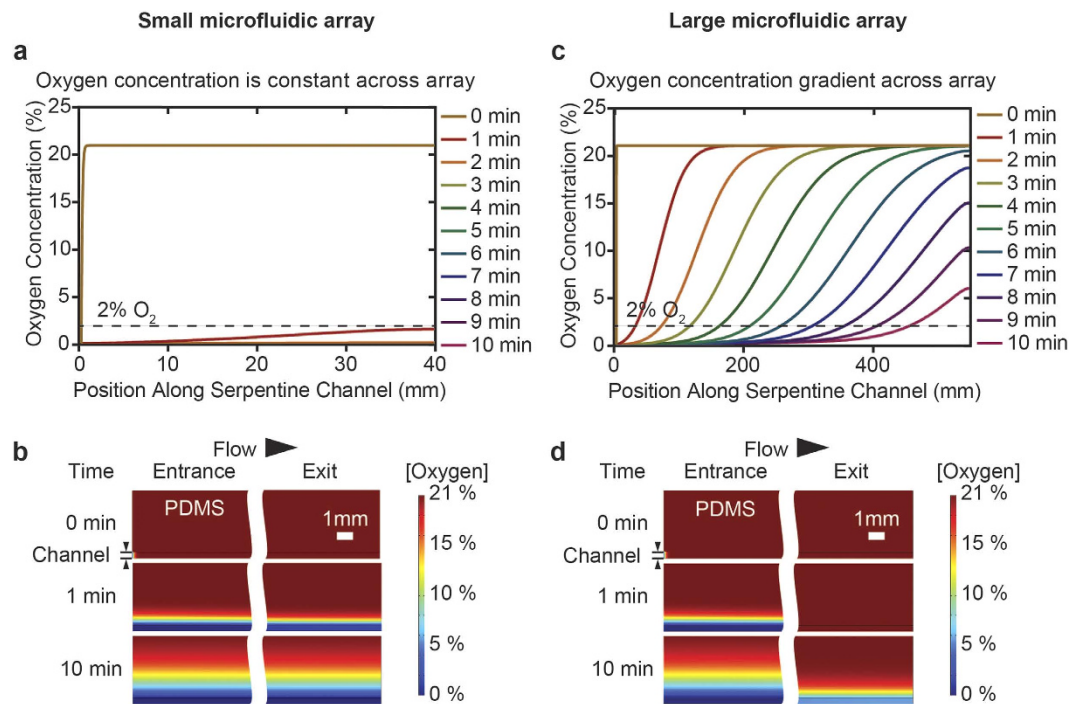 Small microfluidic array
Large microfluidic array
a
Oxygen concentration is constant across array
Oxygen Concentration (%)
25
20
15
10
5
0
2% O₂
0 10 20 30 40
Position Along Serpentine Channel (mm)
0 min
1 min
2 min
3 min
4 min
5 min
6 min
7 min
8 min
9 min
10 min
c
Oxygen concentration gradient across array
Oxygen Concentration (%)
25
20
15
10
5
0
2% O₂
0 200 400
Position Along Serpentine Channel (mm)
0 min
1 min
2 min
3 min
4 min
5 min
6 min
7 min
8 min
9 min
10 min
b
Flow
Time Entrance Exit [Oxygen]
0 min
PDMS
1mm
Channel
1 min
10 min
21 %
15 %
10 %
5 %
0 %
d
Flow
Time Entrance Exit [Oxygen]
0 min
PDMS
1mm
Channel
1 min
10 min
21 %
15 %
10 %
5 %
0 %